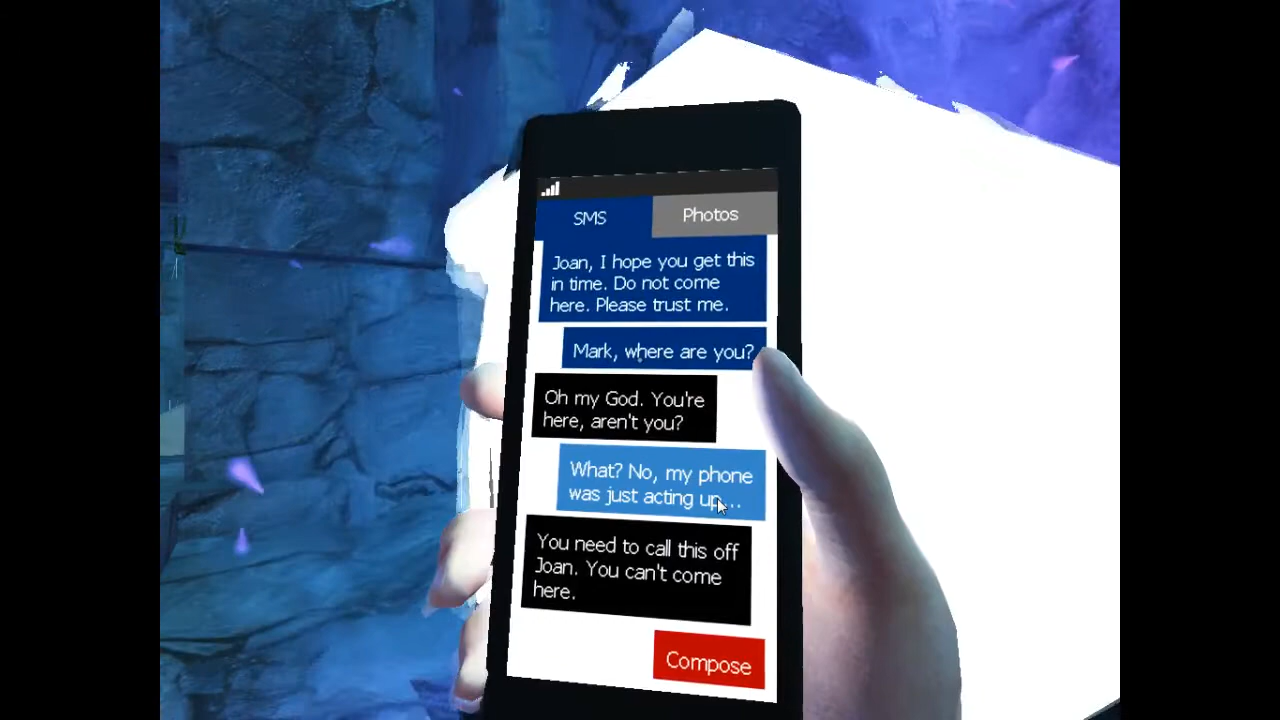 SMS
Photos
Joan, I hope you get this
in time. Do not come
here. Please trust me.
Mark, where are you?
Oh my God. You're
here, aren't you?
What? No, my phone
was just acting up...
You need to call this off
Joan. You can't come
here.
Compose